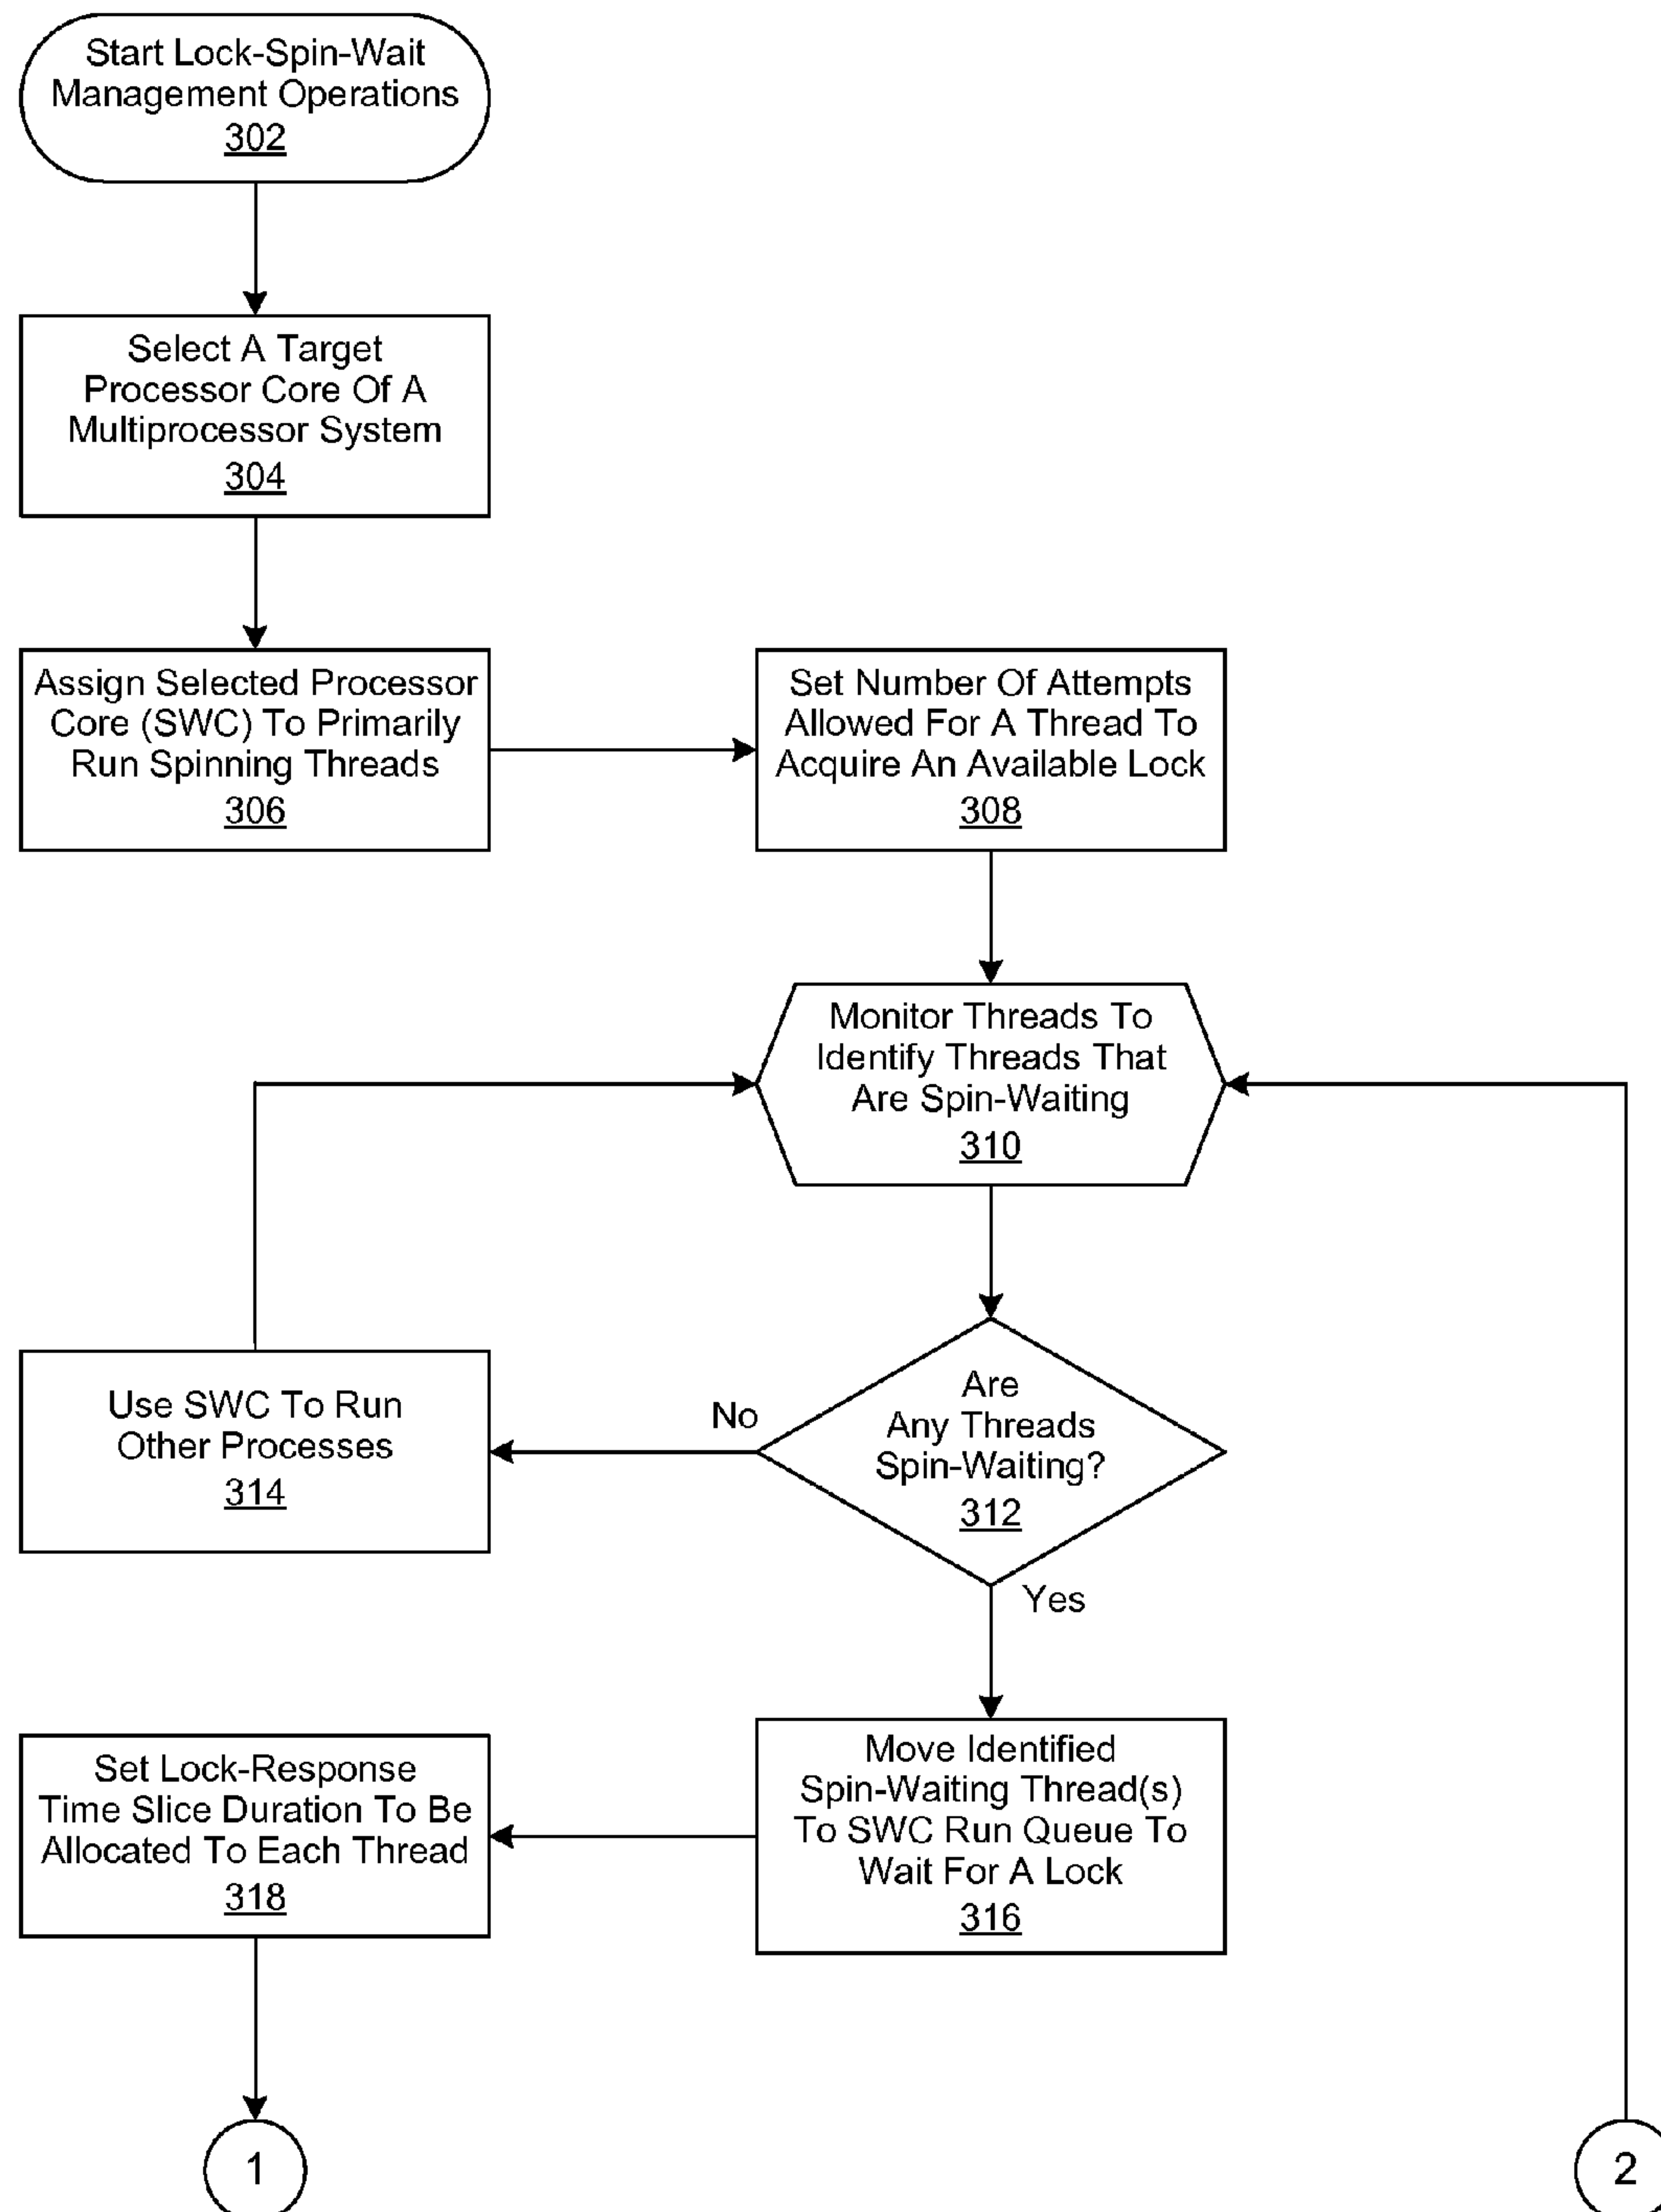 Start Lock-Spin-Wait
Management Operations
302
Select A Target
Processor Core Of A
Multiprocessor System
304
Assign Selected Processor
Core (SWC) To Primarily
Run Spinning Threads
306
Set Number Of Attempts
Allowed For A Thread To
Acquire An Available Lock
308
Monitor Threads To
Identify Threads That
Are Spin-Waiting
310
Are
Any Threads
Spin-Waiting?
312
No
Use SWC To Run
Other Processes
314
Yes
Move Identified
Spin-Waiting Thread(s)
To SWC Run Queue To
Wait For A Lock
316
Set Lock-Response
Time Slice Duration To Be
Allocated To Each Thread
318
1
2